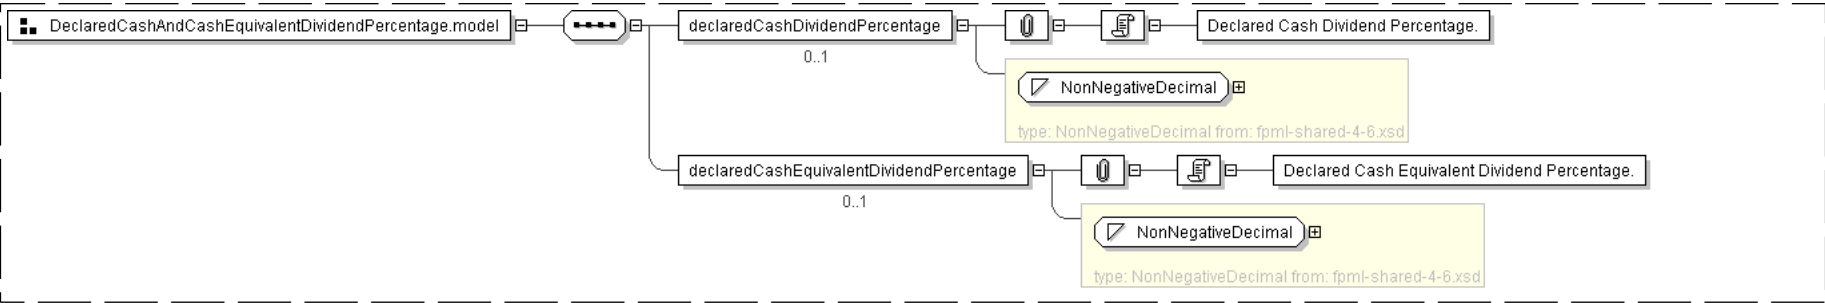 DeclaredCashAndCashEquivalentDividendPercentage.model
declaredCashDividendPercentage
Declared Cash Dividend Percentage.
0..1
NonNegativeDecimal
type: NonNegativeDecimal from: fpml-shared-4-6.xsd
declaredCashEquivalentDividendPercentage
Declared Cash Equivalent Dividend Percentage.
0..1
NonNegativeDecimal
type: NonNegativeDecimal from: fpml-shared-4-6.xsd